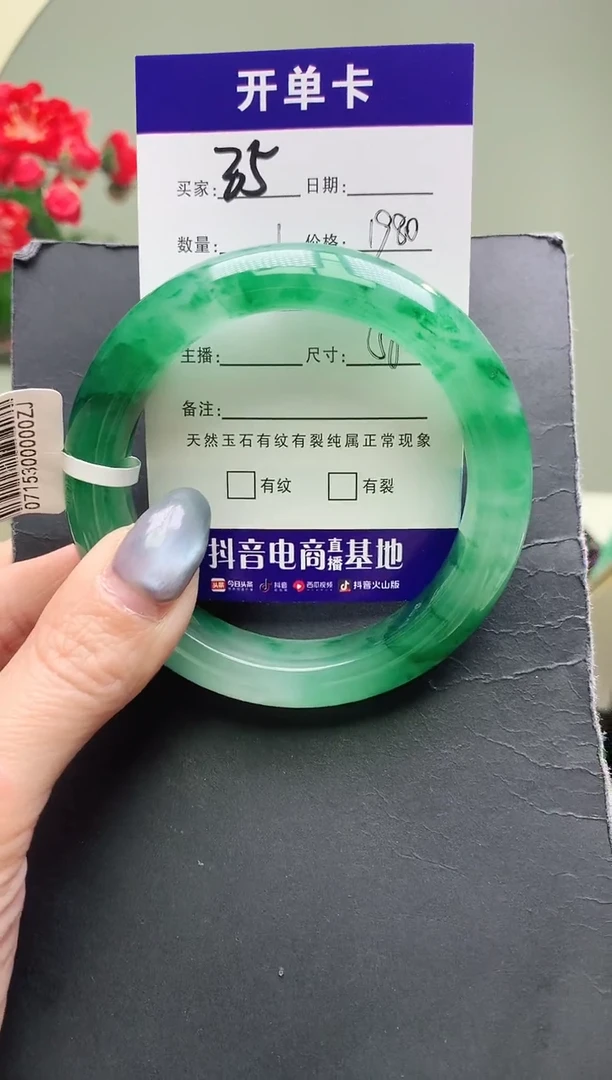 开单卡
买家:35 日期:
数量: 1 价格: 1980
主播: 尺寸:
备注:
天然玉石有纹有裂纯属正常现象
有纹 有裂
抖音电商直播基地
头条 今日头条 抖音 西瓜视频 抖音火山版
0715300000ZJ